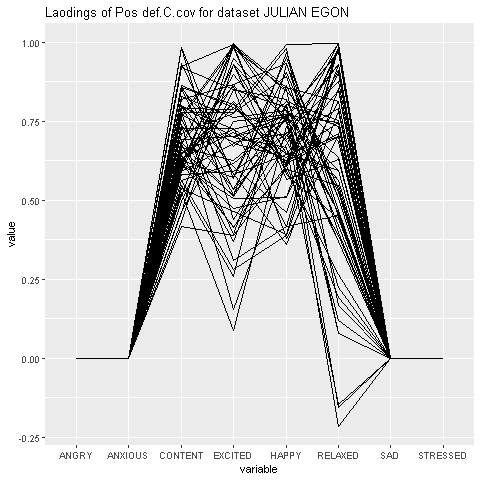 Laodings of Pos def.C.cov for dataset JULIAN EGON
1.00
0.75
0.50
0.25
0.00
-0.25
value
ANGRY ANXIOUS CONTENT EXCITED HAPPY RELAXED SAD STRESSED
variable